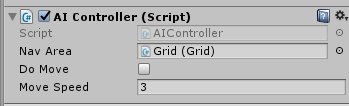 AI Controller (Script)
Script AIController
Nav Area Grid (Grid)
Do Move
Move Speed 3